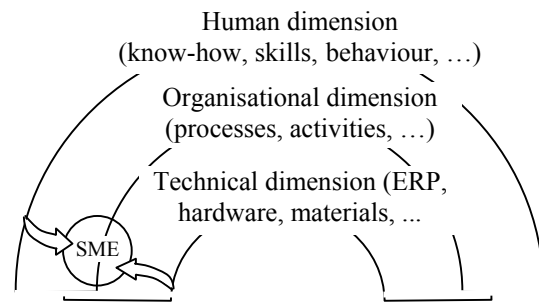 Human dimension
(know-how, skills, behaviour, …)
Organisational dimension
(processes, activities, …)
Technical dimension (ERP,
hardware, materials, ...
SME